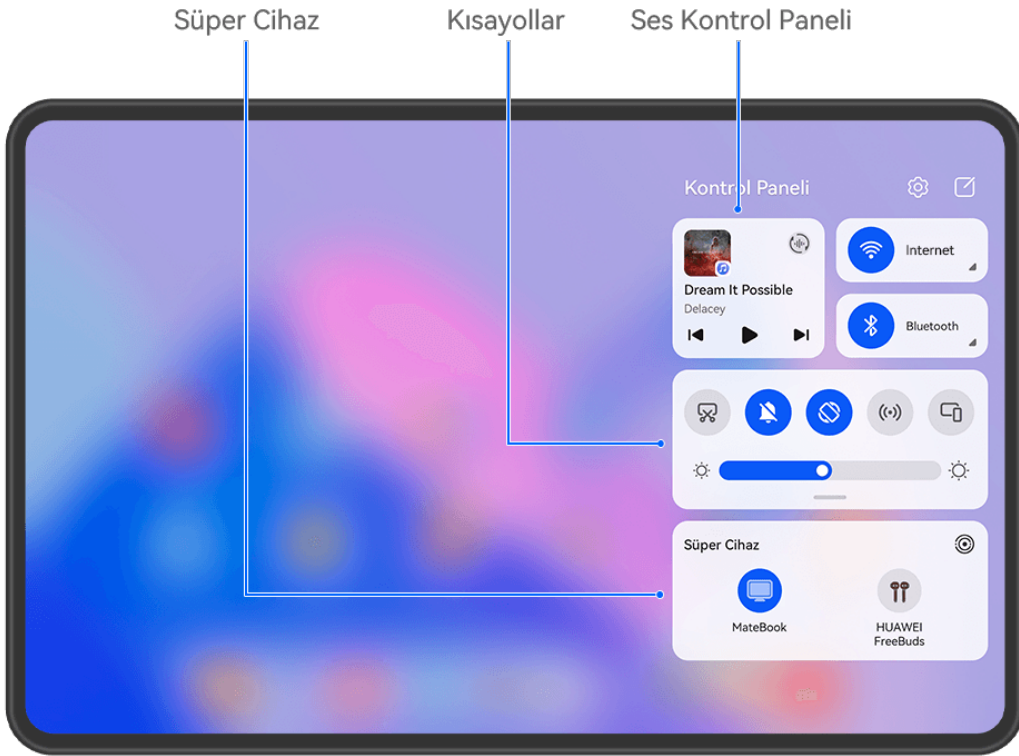 Süper Cihaz Kısayollar Ses Kontrol Paneli
Kontrol Paneli
Internet
Dream It Possible
Delacey
Bluetooth
Süper Cihaz
MateBook
HUAWEI
FreeBuds